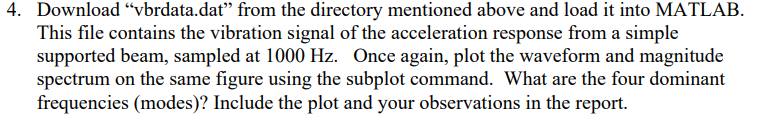 4. Download “vbrdata.dat” from the directory mentioned above and load it into MATLAB.
This file contains the vibration signal of the acceleration response from a simple
supported beam, sampled at 1000 Hz. Once again, plot the waveform and magnitude
spectrum on the same figure using the subplot command. What are the four dominant
frequencies (modes)? Include the plot and your observations in the report.